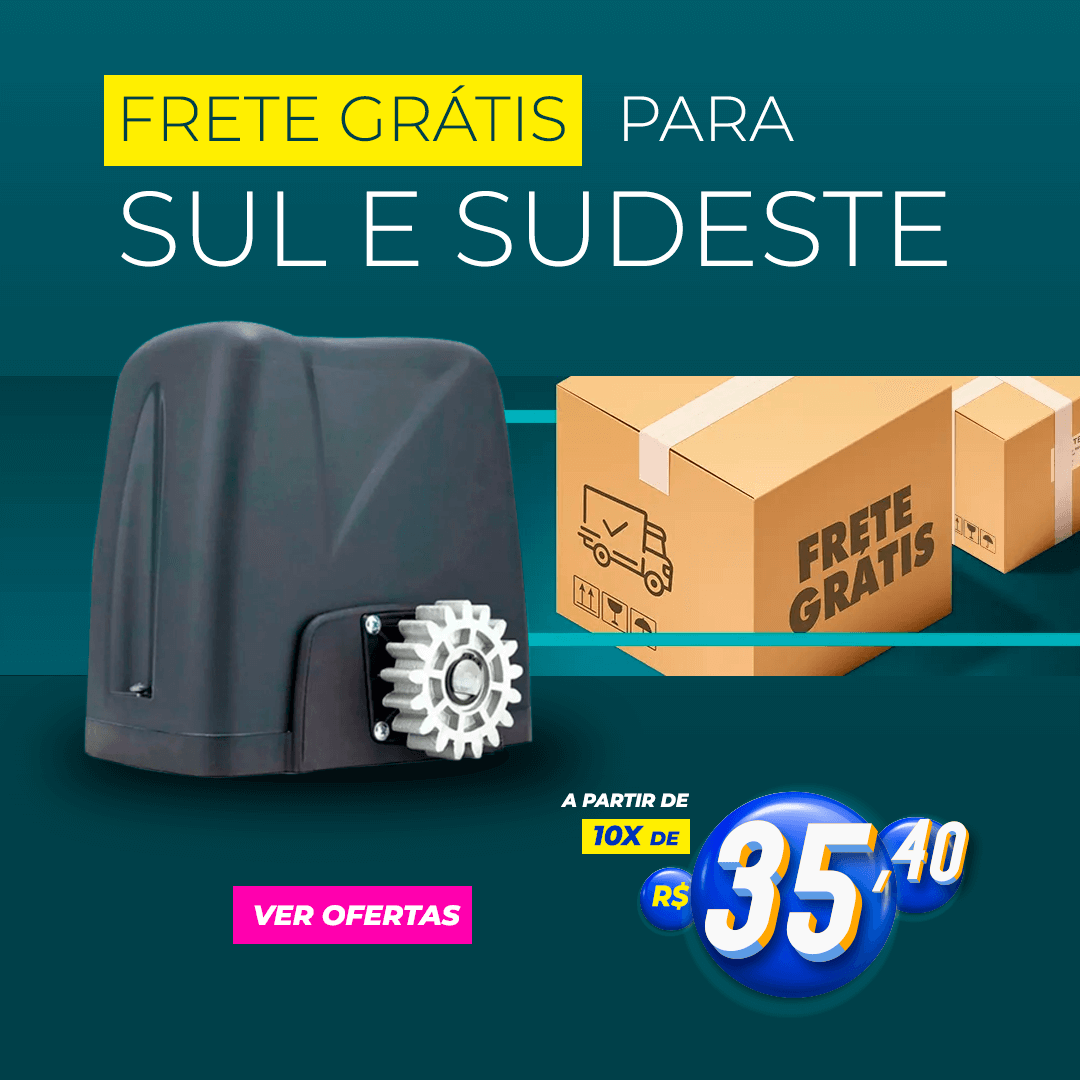 FRETE GRÁTIS PARA
SUL E SUDESTE
FRETE
GRÁTIS
A PARTIR DE
10X DE
R$ 35,40
VER OFERTAS